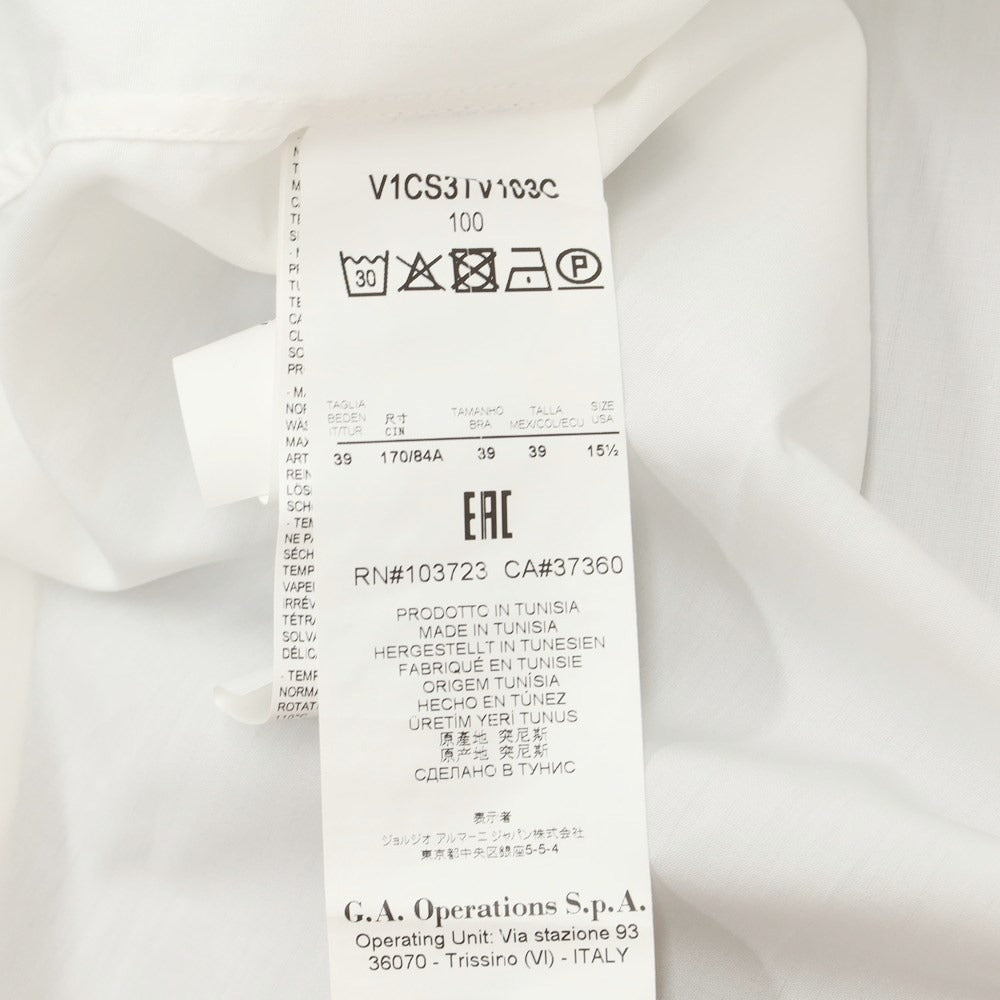 100
30
P
TAGLIA
BEDEN
IT/TUR
尺寸
CIN
TAMANHO
BRA
TALLA
MEX/COL/ECU
SIZE
USA
39 170/84A 39 39 15½
EAC
RN#103723 CA#37360
PRODOTTO IN TUNISIA
MADE IN TUNISIA
HERGESTELLT IN TUNESIEN
FABRIQUÉ EN TUNISIE
ORIGEM TUNÍSIA
HECHO EN TÚNEZ
ÜRETİM YERİ TUNUS
原產地 突尼斯
原产地 突尼斯
СДЕЛАНО В ТУНИС
表示者
ジョルジオ アルマーニ ジャパン株式会社
東京都中央区銀座5-5-4
G.A. Operations S.p.A.
Operating Unit: Via stazione 93
36070 - Trissino (VI) - ITALY